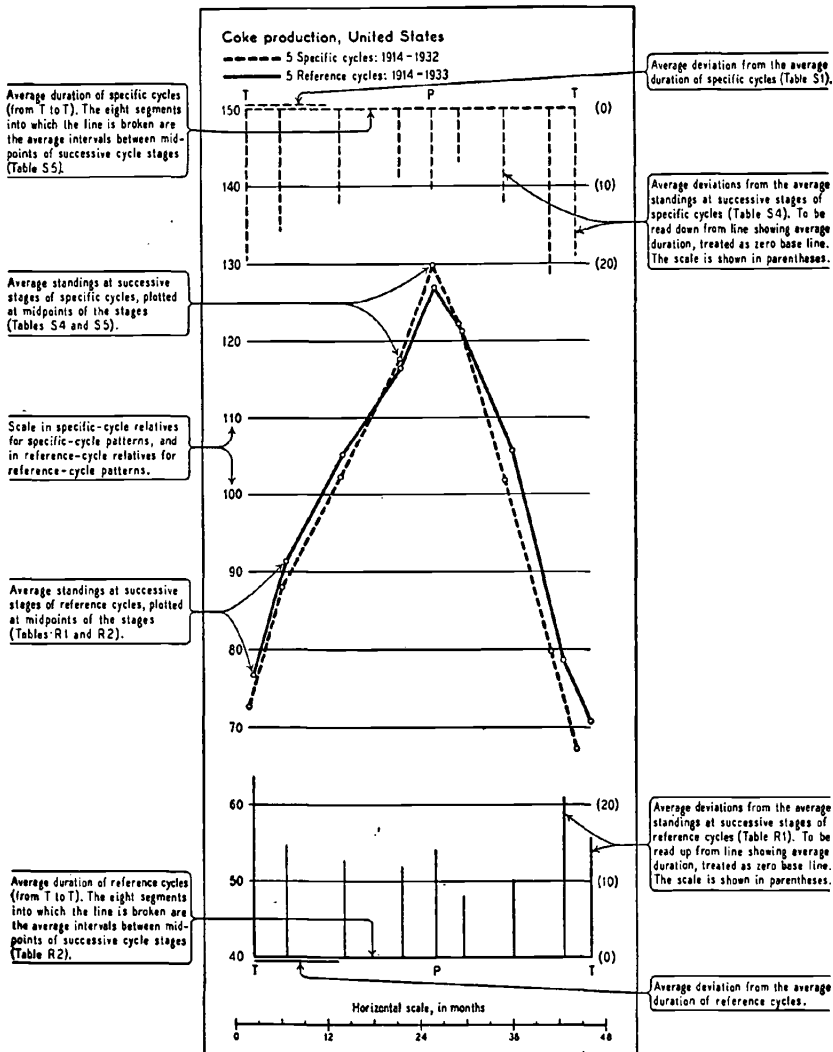 Coke production, United States
5 Specific cycles: 1914-1932
5 Reference cycles: 1914-1933
T
P
T
150
140
130
120
110
100
90
80
70
60
50
40
(0)
(10)
(20)
(20)
(10)
(0)
T
P
T
Horizontal scale, in months
0
12
24
36
48
Average duration of specific cycles
(from T to T). The eight segments
into which the line is broken are
the average intervals between mid-
points of successive cycle stages
(Table S5).
Average standings at successive
stages of specific cycles, plotted
at midpoints of the stages
(Tables S4 and S5).
Scale in specific-cycle relatives
for specific-cycle patterns, and
in reference-cycle relatives for
reference-cycle patterns.
Average standings at successive
stages of reference cycles, plotted
at midpoints of the stages
(Tables R1 and R2).
Average duration of reference cycles
(from T to T). The eight segments
into which the line is broken are
the average intervals between mid-
points of successive cycle stages
(Table R2).
Average deviation from the average
duration of specific cycles (Table S1).
Average deviations from the average
standings at successive stages of
specific cycles (Table S4). To be
read down from line showing average
duration, treated as zero base line.
The scale is shown in parentheses.
Average deviations from the average
standings at successive stages of
reference cycles (Table R1). To be
read up from line showing average
duration, treated as zero base line.
The scale is shown in parentheses.
Average deviation from the average
duration of reference cycles.